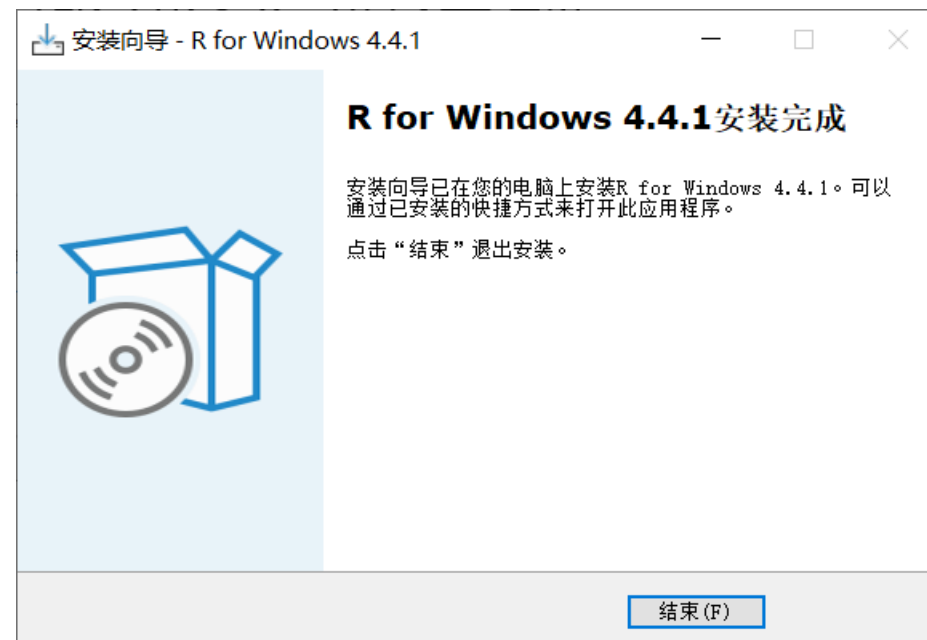 安装向导 - R for Windows 4.4.1
R for Windows 4.4.1安装完成
安装向导已在您的电脑上安装R for Windows 4.4.1。可以
通过已安装的快捷方式来打开此应用程序。
点击“结束”退出安装。
结束(F)